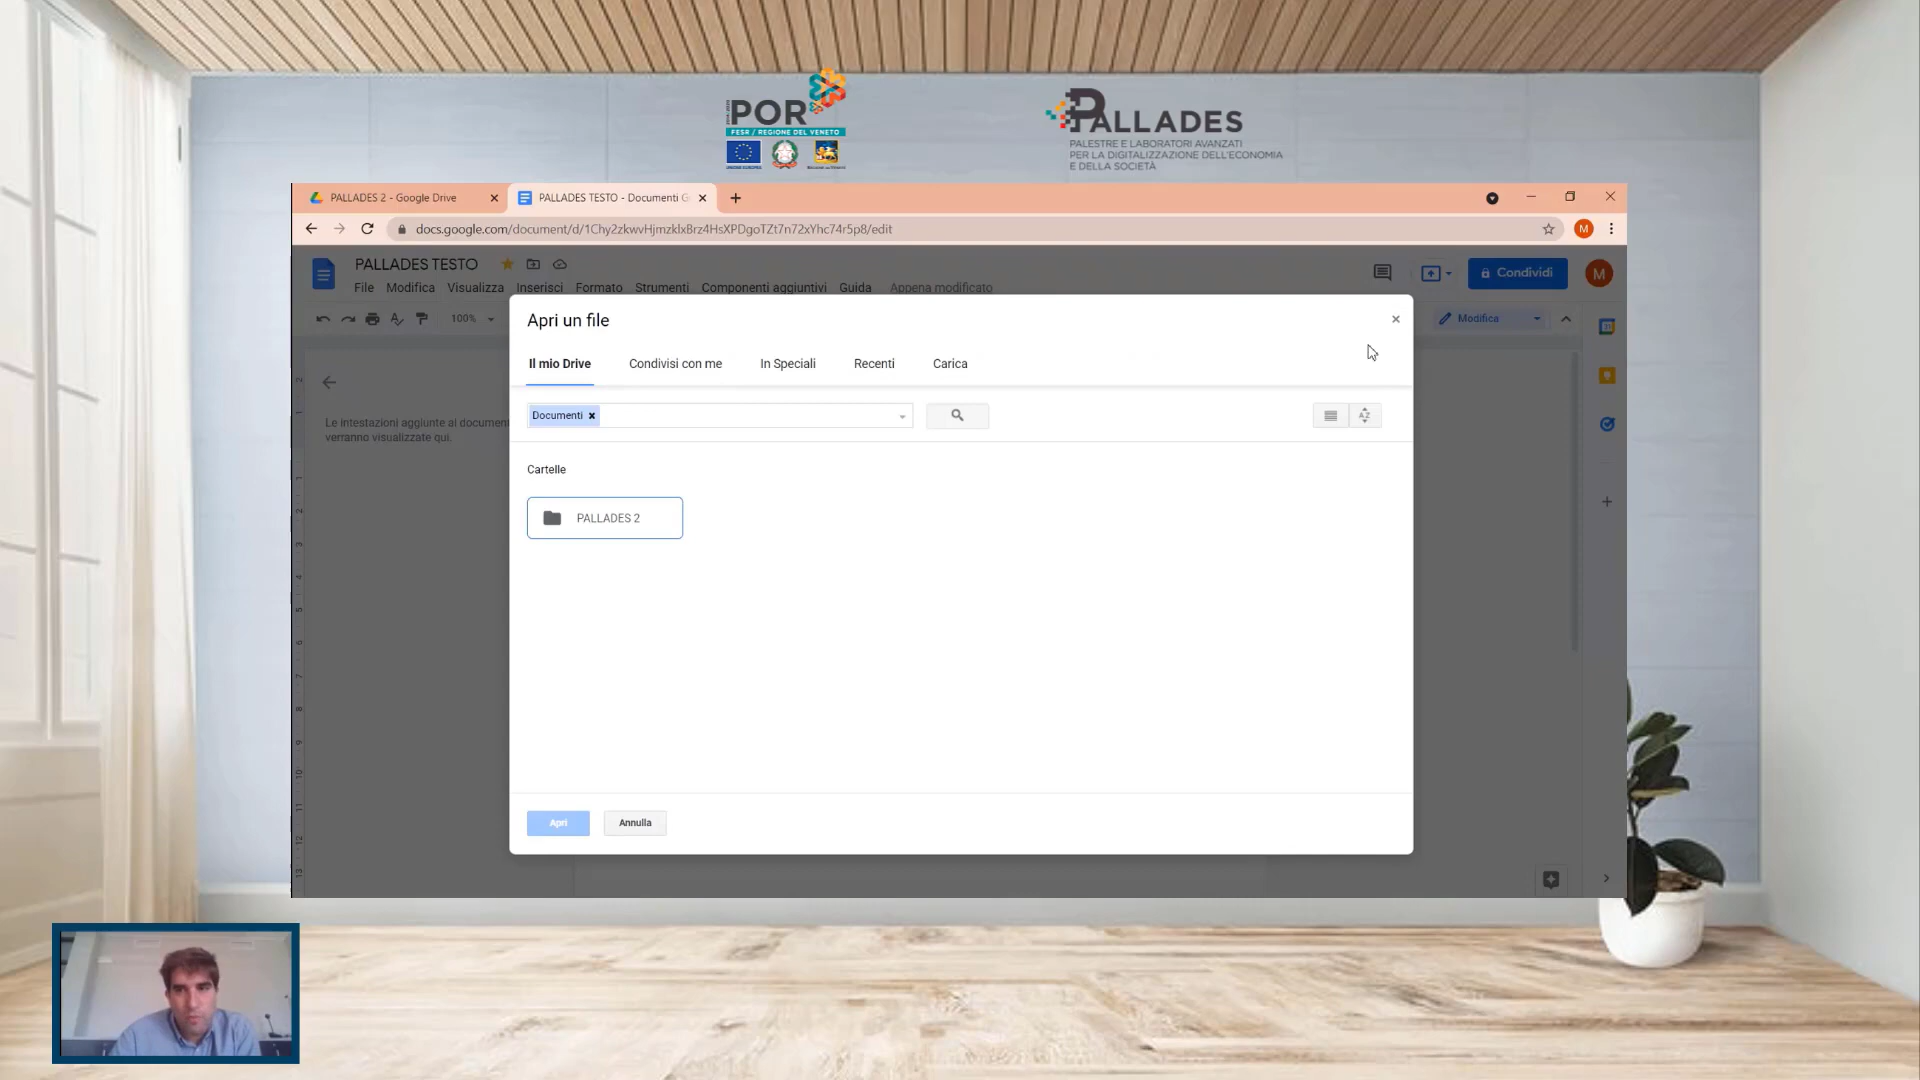 POR
FESR / REGIONE DEL VENETO
PALLADES
PALESTRE E LABORATORI AVANZATI
PER LA DIGITALIZZAZIONE DELL'ECONOMIA
E DELLA SOCIETÀ
PALLADES 2 - Google Drive
PALLADES TESTO - Documenti G
docs.google.com/document/d/1Chy2zkwvHjmzklxBrz4HsXPDgoTZt7n72xYhc74r5p8/edit
M
PALLADES TESTO
Condividi
M
File Modifica Visualizza Inserisci Formato Strumenti Componenti aggiuntivi Guida Appena modificato
100%
Modifica
Apri un file
Il mio Drive Condivisi con me In Speciali Recenti Carica
Documenti
Le intestazioni aggiunte al document
verranno visualizzate qui.
Cartelle
PALLADES 2
Apri Annulla